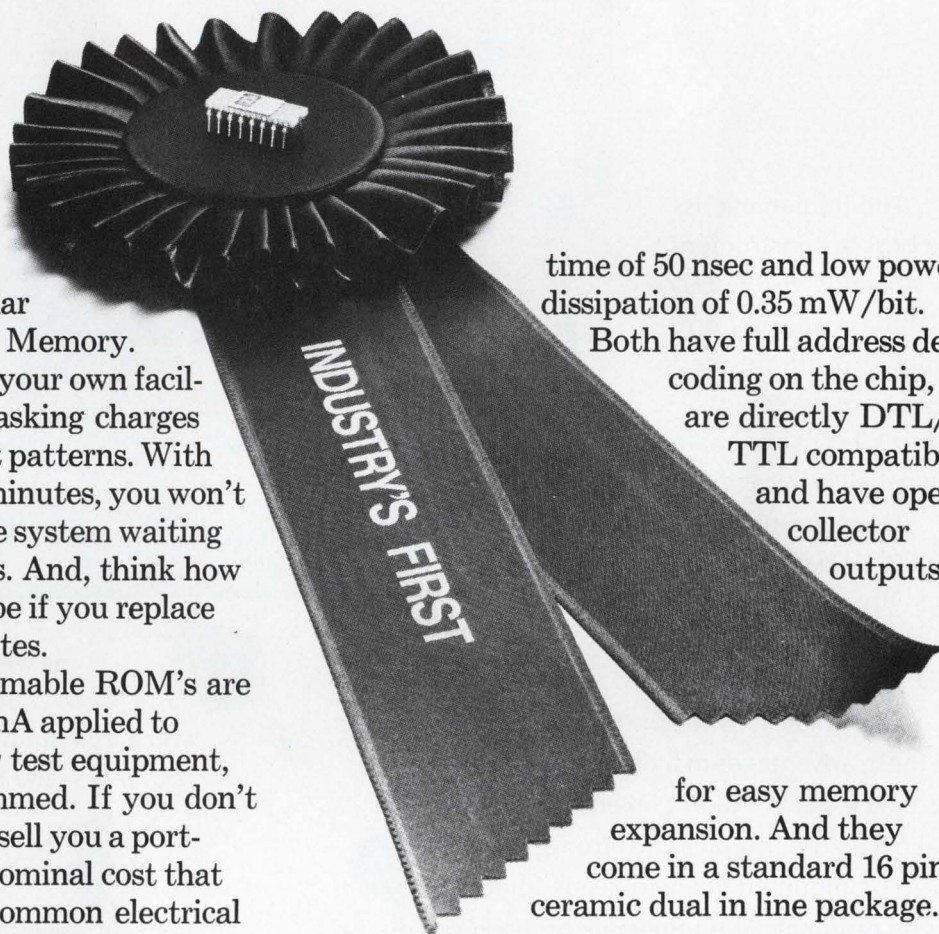 ar
Memory.
your own facil-
asking charges
patterns. With
minutes, you won't
e system waiting
s. And, think how
be if you replace
tes.
mable ROM's are
nA applied to
test equipment,
nmed. If you don't
sell you a port-
ominal cost that
common electrical
INDUSTRY'S FIRST
time of 50 nsec and low powe
dissipation of 0.35 mW/bit.
Both have full address de
coding on the chip,
are directly DTL/
TTL compatib
and have ope
collector
outputs
for easy memory
expansion. And they
come in a standard 16 pin
ceramic dual in line package.